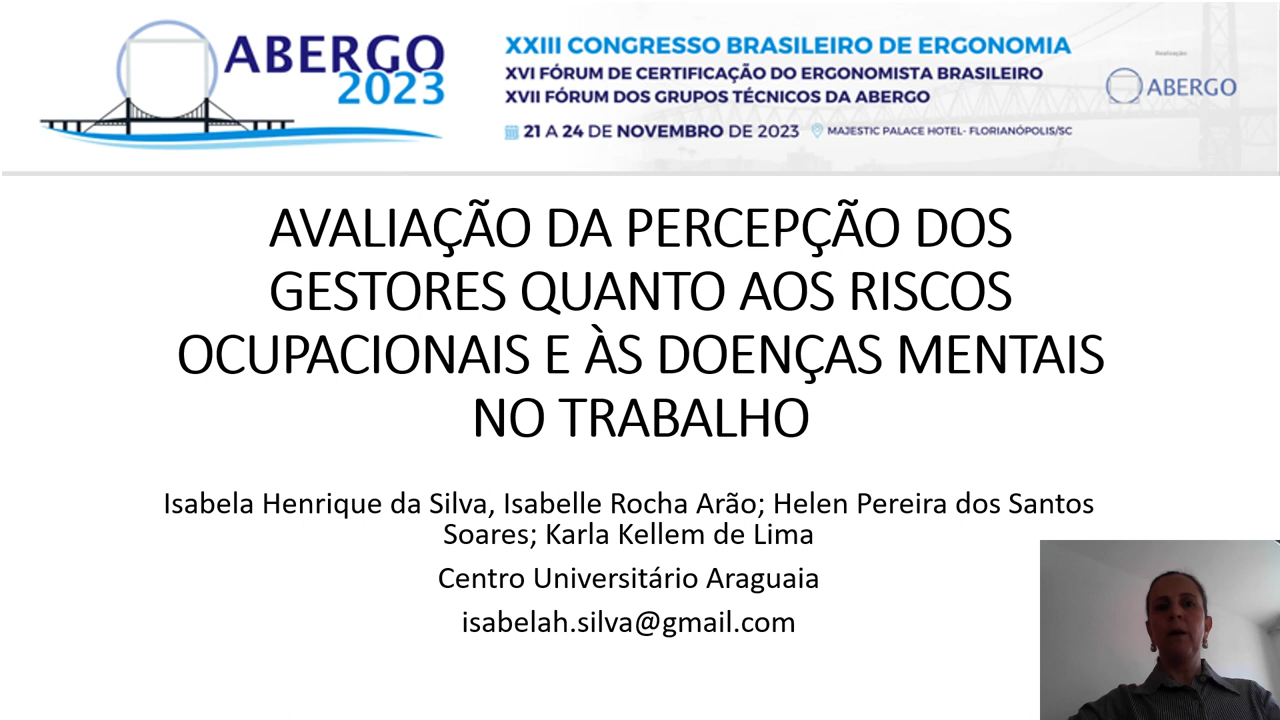 ABERGO
2023
XXIII CONGRESSO BRASILEIRO DE ERGONOMIA
XVI FÓRUM DE CERTIFICAÇÃO DO ERGONOMISTA BRASILEIRO
XVII FÓRUM DOS GRUPOS TÉCNICOS DA ABERGO
21 A 24 DE NOVEMBRO DE 2023 MAJESTIC PALACE HOTEL- FLORIANÓPOLIS/SC
Realização:
ABERGO
AVALIAÇÃO DA PERCEPÇÃO DOS
GESTORES QUANTO AOS RISCOS
OCUPACIONAIS E ÀS DOENÇAS MENTAIS
NO TRABALHO
Isabela Henrique da Silva, Isabelle Rocha Arão; Helen Pereira dos Santos
Soares; Karla Kellem de Lima
Centro Universitário Araguaia
isabelah.silva@gmail.com